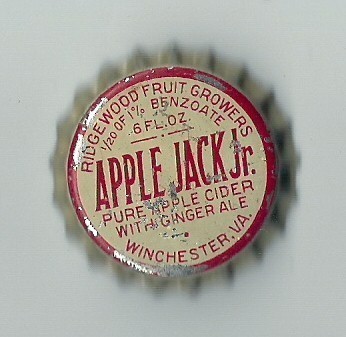 RIDGEWOOD FRUIT GROWERS
1/20 OF 1% BENZOATE
6 FL. OZ.
APPLE JACK Jr.
PURE APPLE CIDER
WITH GINGER ALE
WINCHESTER, VA.